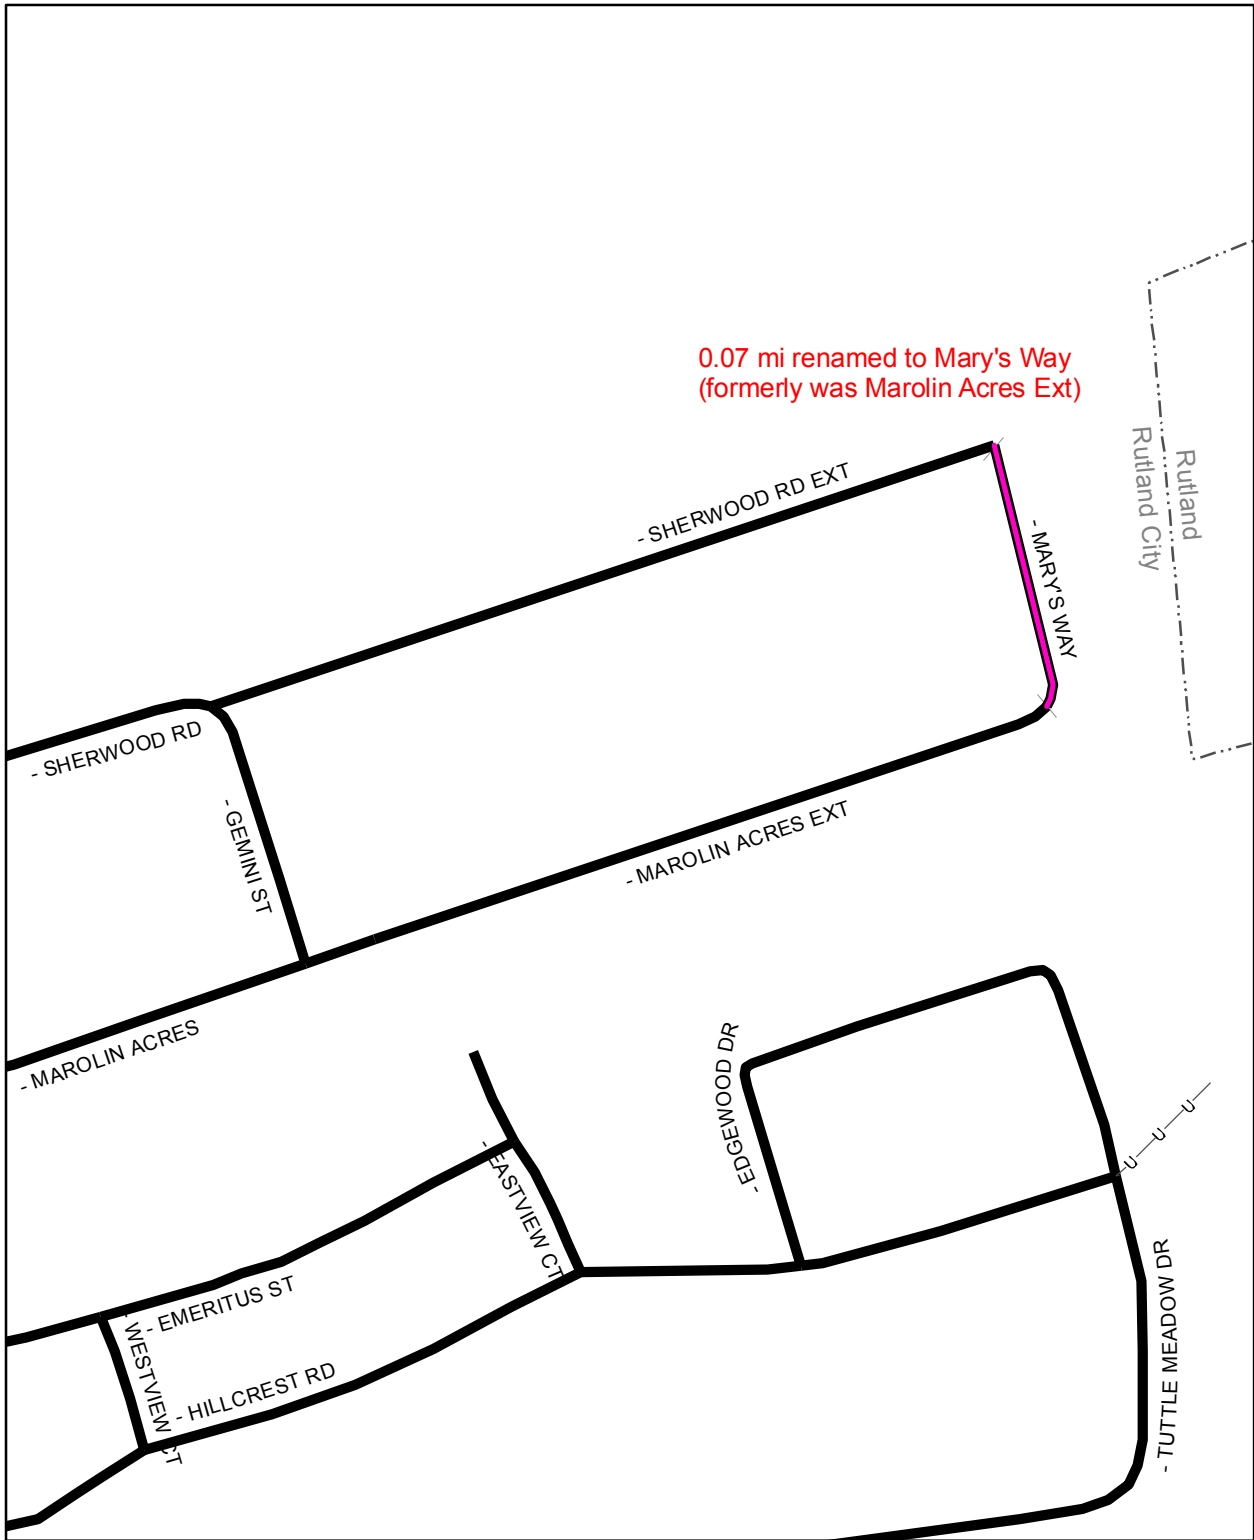 0.07 mi renamed to Mary's Way
(formerly was Marolin Acres Ext)
Rutland
Rutland City
- SHERWOOD RD EXT
- MARY'S WAY
- SHERWOOD RD
- GEMINI ST
- MAROLIN ACRES EXT
- MAROLIN ACRES
- EDGEWOOD DR
U
U
U
- EASTVIEW CT
- EMERITUS ST
- WESTVIEW CT
- HILLCREST RD
- TUTTLE MEADOW DR